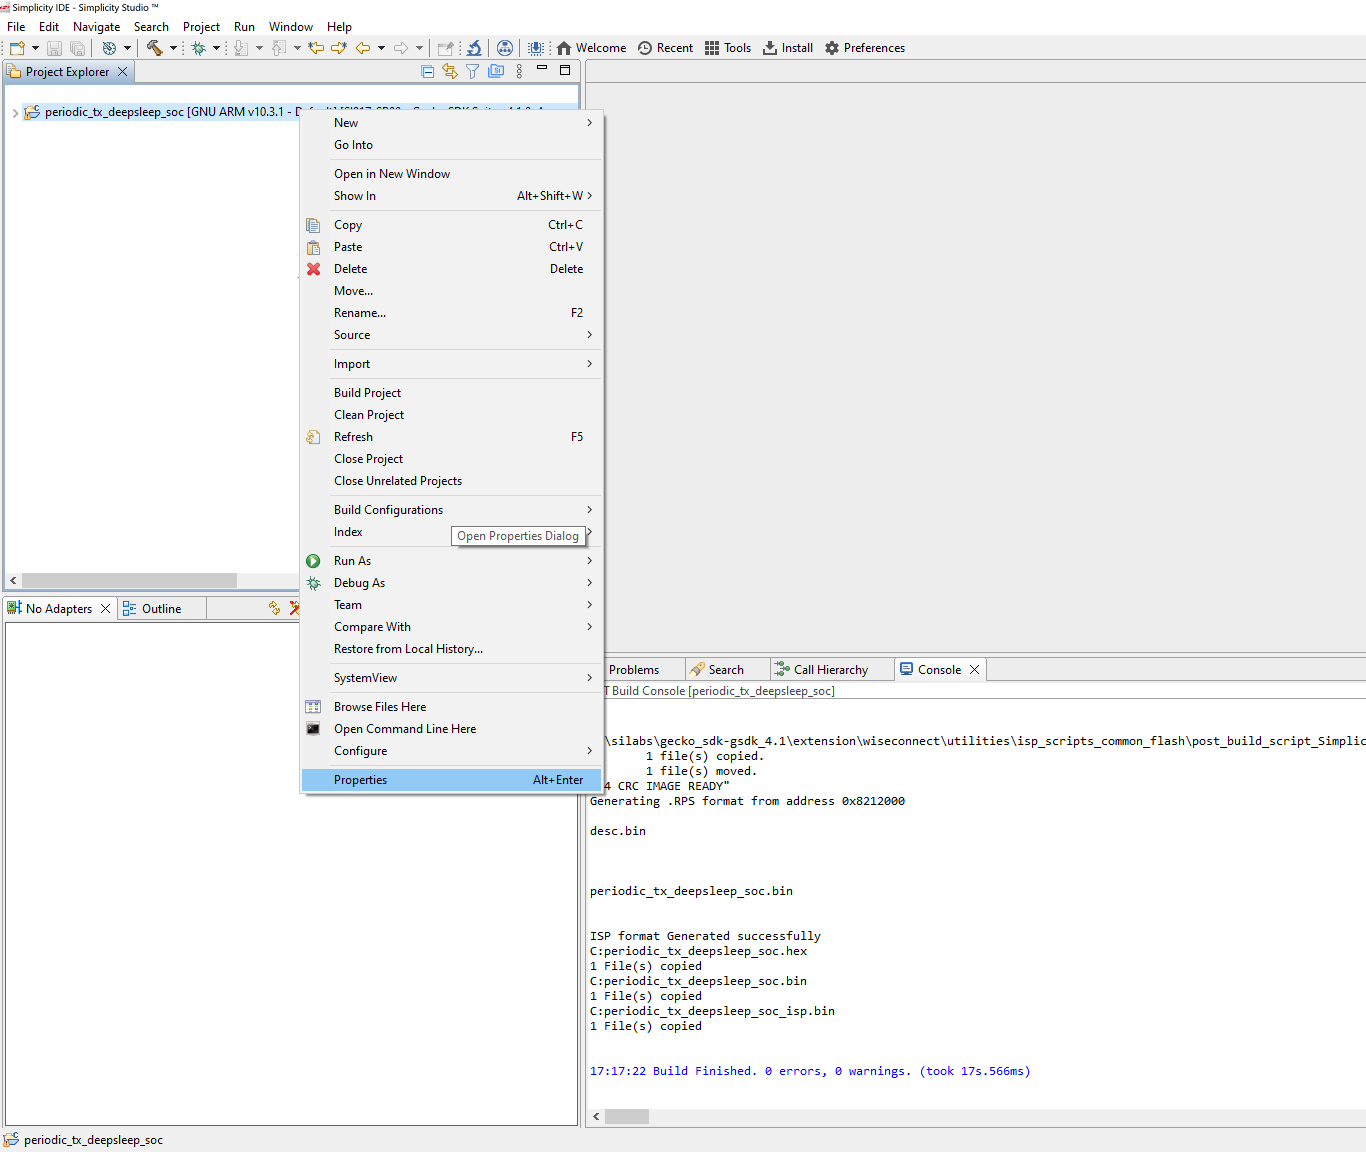 Simplicity IDE - Simplicity Studio ™
File Edit Navigate Search Project Run Window Help
Welcome Recent Tools Install Preferences
Project Explorer
periodic_tx_deepsleep_soc [GNU ARM v10.3.1 -
New
Go Into
Open in New Window
Show In Alt+Shift+W
Copy Ctrl+C
Paste Ctrl+V
Delete Delete
Move...
Rename... F2
Source
Import
Build Project
Clean Project
Refresh F5
Close Project
Close Unrelated Projects
Build Configurations
Index
Open Properties Dialog
Run As
Debug As
Team
Compare With
Restore from Local History...
SystemView
Browse Files Here
Open Command Line Here
Configure
Properties Alt+Enter
No Adapters Outline
Problems Search Call Hierarchy Console
T Build Console [periodic_tx_deepsleep_soc]
\silabs\gecko_sdk-gsdk_4.1\extension\wiseconnect\utilities\isp_scripts_common_flash\post_build_script_Simplic
1 file(s) copied.
1 file(s) moved.
4 CRC IMAGE READY"
Generating .RPS format from address 0x8212000
desc.bin
periodic_tx_deepsleep_soc.bin
ISP format Generated successfully
C:periodic_tx_deepsleep_soc.hex
1 File(s) copied
C:periodic_tx_deepsleep_soc.bin
1 File(s) copied
C:periodic_tx_deepsleep_soc_isp.bin
1 File(s) copied
17:17:22 Build Finished. 0 errors, 0 warnings. (took 17s.566ms)
periodic_tx_deepsleep_soc